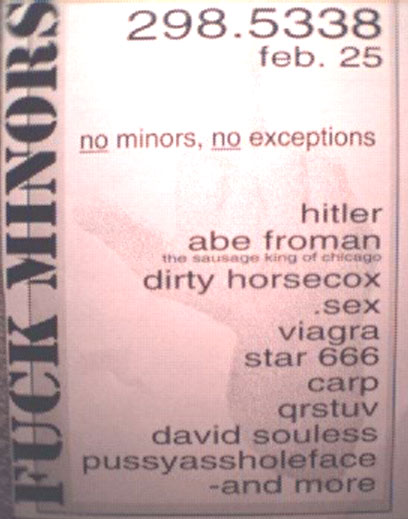 FUCK MINORS
298.5338
feb. 25
no minors, no exceptions
hitler
abe froman
the sausage king of chicago
dirty horsecox
.sex
viagra
star 666
carp
qrstuv
david souless
pussyassholeface
-and more